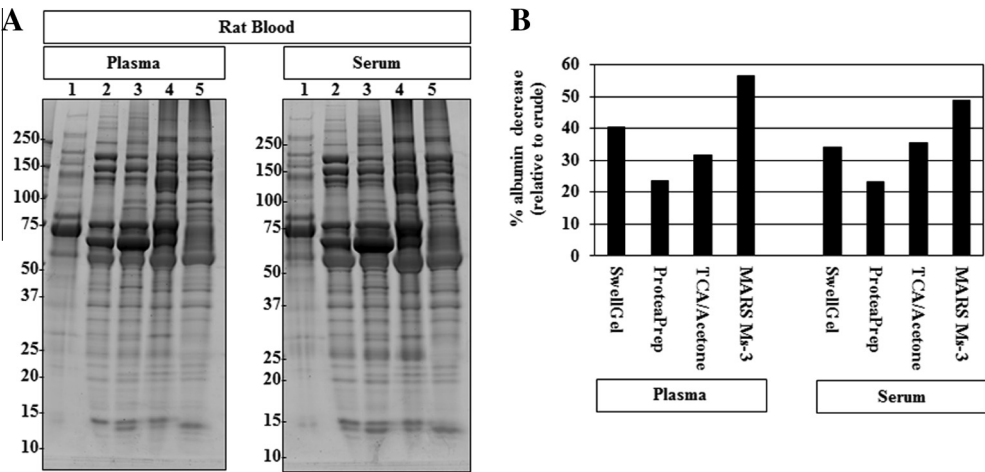 A
Rat Blood
Plasma
Serum
1 2 3 4 5
1 2 3 4 5
250
150
100
75
50
37
25
20
15
10
250
150
100
75
50
37
25
20
15
10
B
% albumin decrease
(relative to crude)
60
50
40
30
20
10
0
SwellGel
ProteaPrep
TCA/Acetone
MARS Ms-3
SwellGel
ProteaPrep
TCA/Acetone
MARS Ms-3
Plasma
Serum